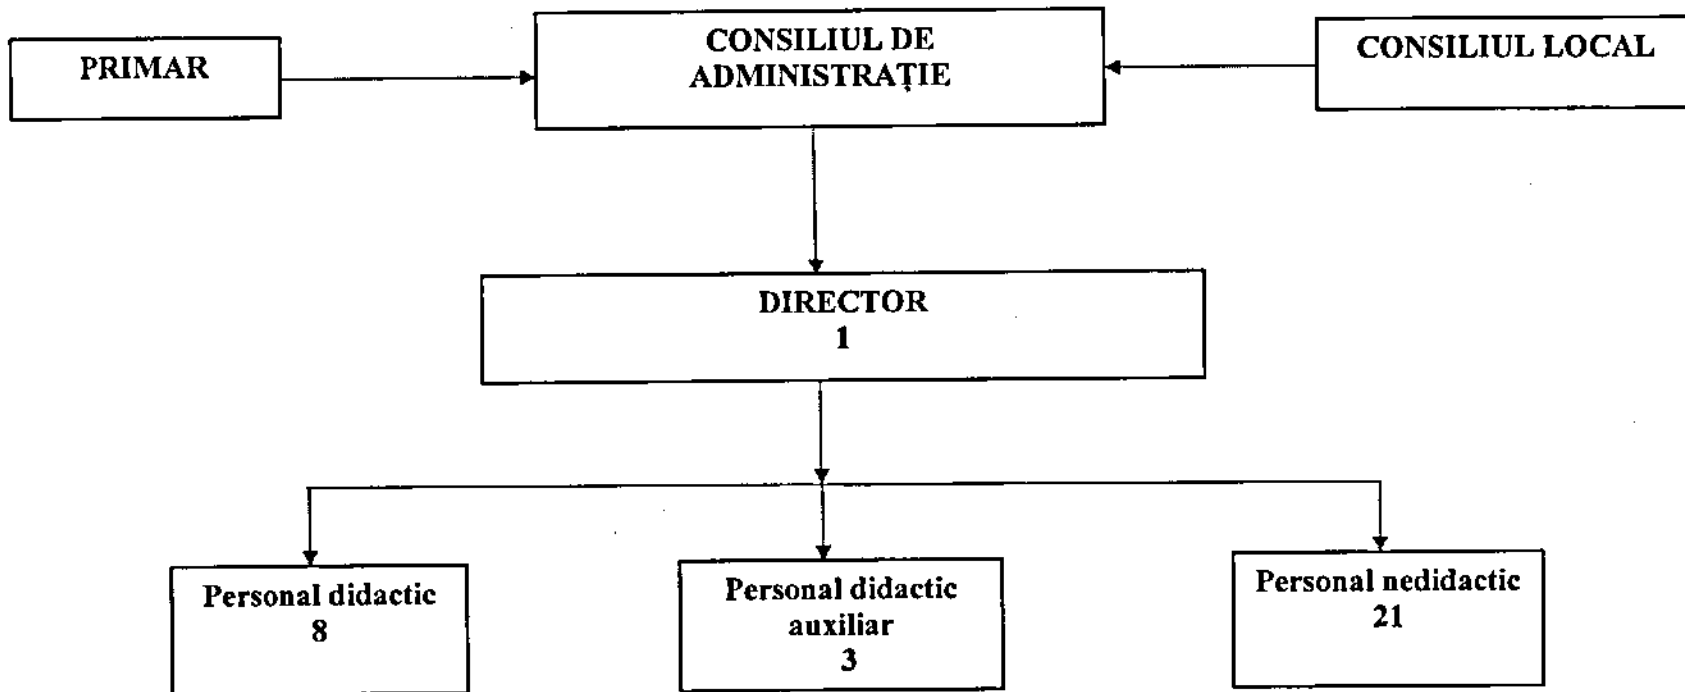 PRIMAR
CONSILIUL DE
ADMINISTRAȚIE
CONSILIUL LOCAL
DIRECTOR
1
Personal didactic
8
Personal didactic
auxiliar
3
Personal nedidactic
21